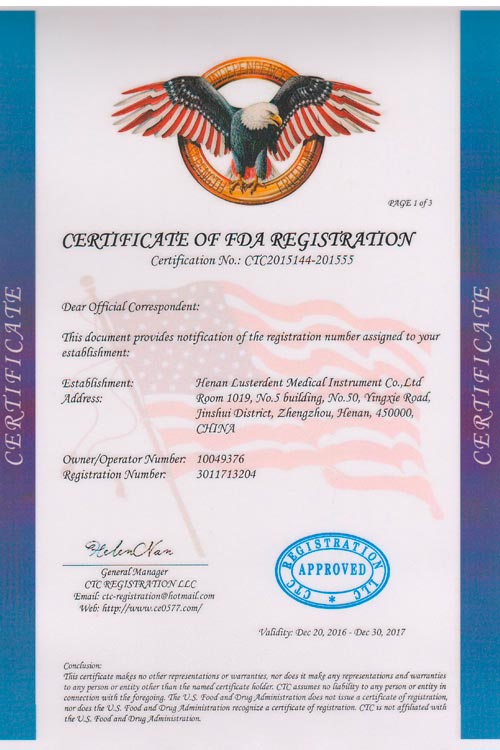 INDEPENDENCE
STRENGTH
FREEDOM
PAGE 1 of 3
CERTIFICATE OF FDA REGISTRATION
Certification No.: CTC2015144-201555
Dear Official Correspondent:
This document provides notification of the number assigned to your
establishment:
Establishment: Henan Lusterdent Medical Instrument Co.,Ltd
Address: Room 1019, No.5 building, No.50, Yingxie Road,
Jinshui District, Zhengzhou, Henan, 450000,
CHINA
Owner/Operator Number: 10049376
Registration Number: 3011713204
Helen Nan
General Manager
CTC REGISTRATION LLC
Email: ctc-registration@hotmail.com
Web: http://www.ce0577.com/
CTC REGISTRATION LLC
APPROVED
*
Validity: Dec 20, 2016 - Dec 30, 2017
Conclusion:
This certificate makes no other representations or warranties, nor does it make any representations and warranties
to any person or entity other than the named certificate holder. CTC assumes no liability to any person or entity in
connection with the foregoing. The U.S. Food and Drug Administration does not issue a certificate of registration,
nor does the U.S. Food and Drug Administration recognize a certificate of registration. CTC is not affiliated with
the U.S. Food and Drug Administration.
CERTIFICATE
CERTIFICATE